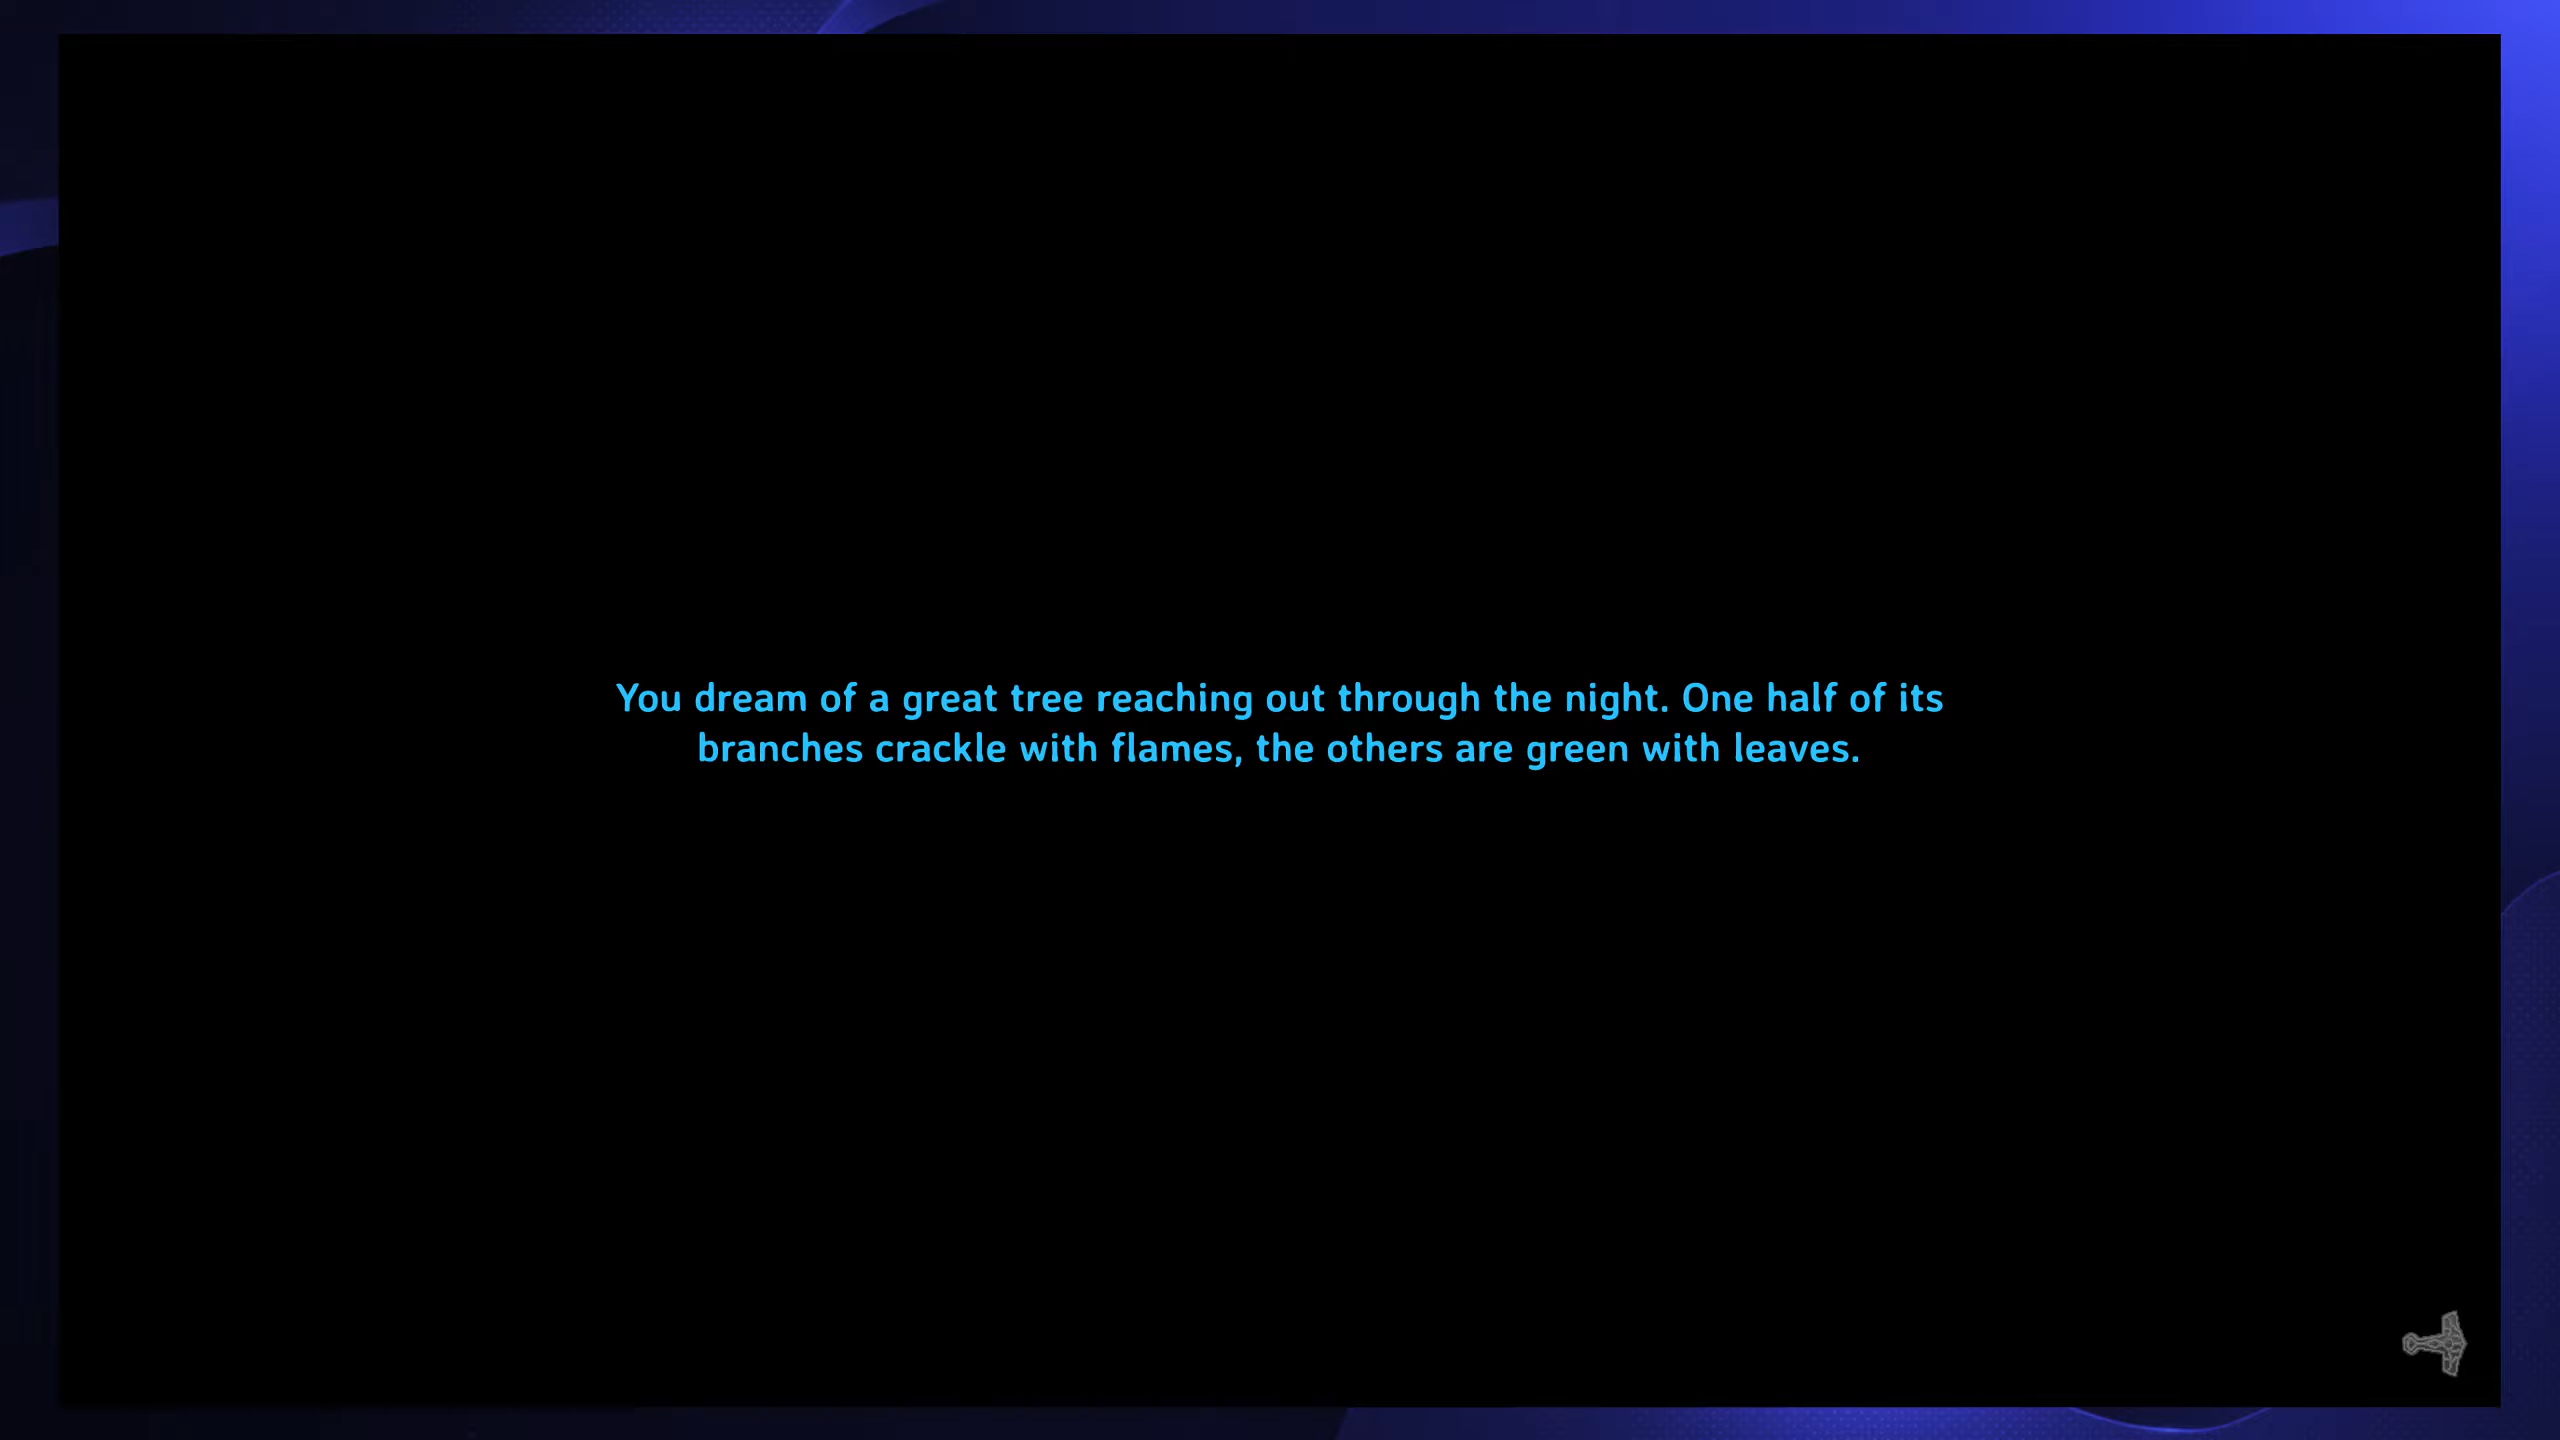 You dream of a great tree reaching out through the night. One half of its
branches crackle with flames, the others are green with leaves.